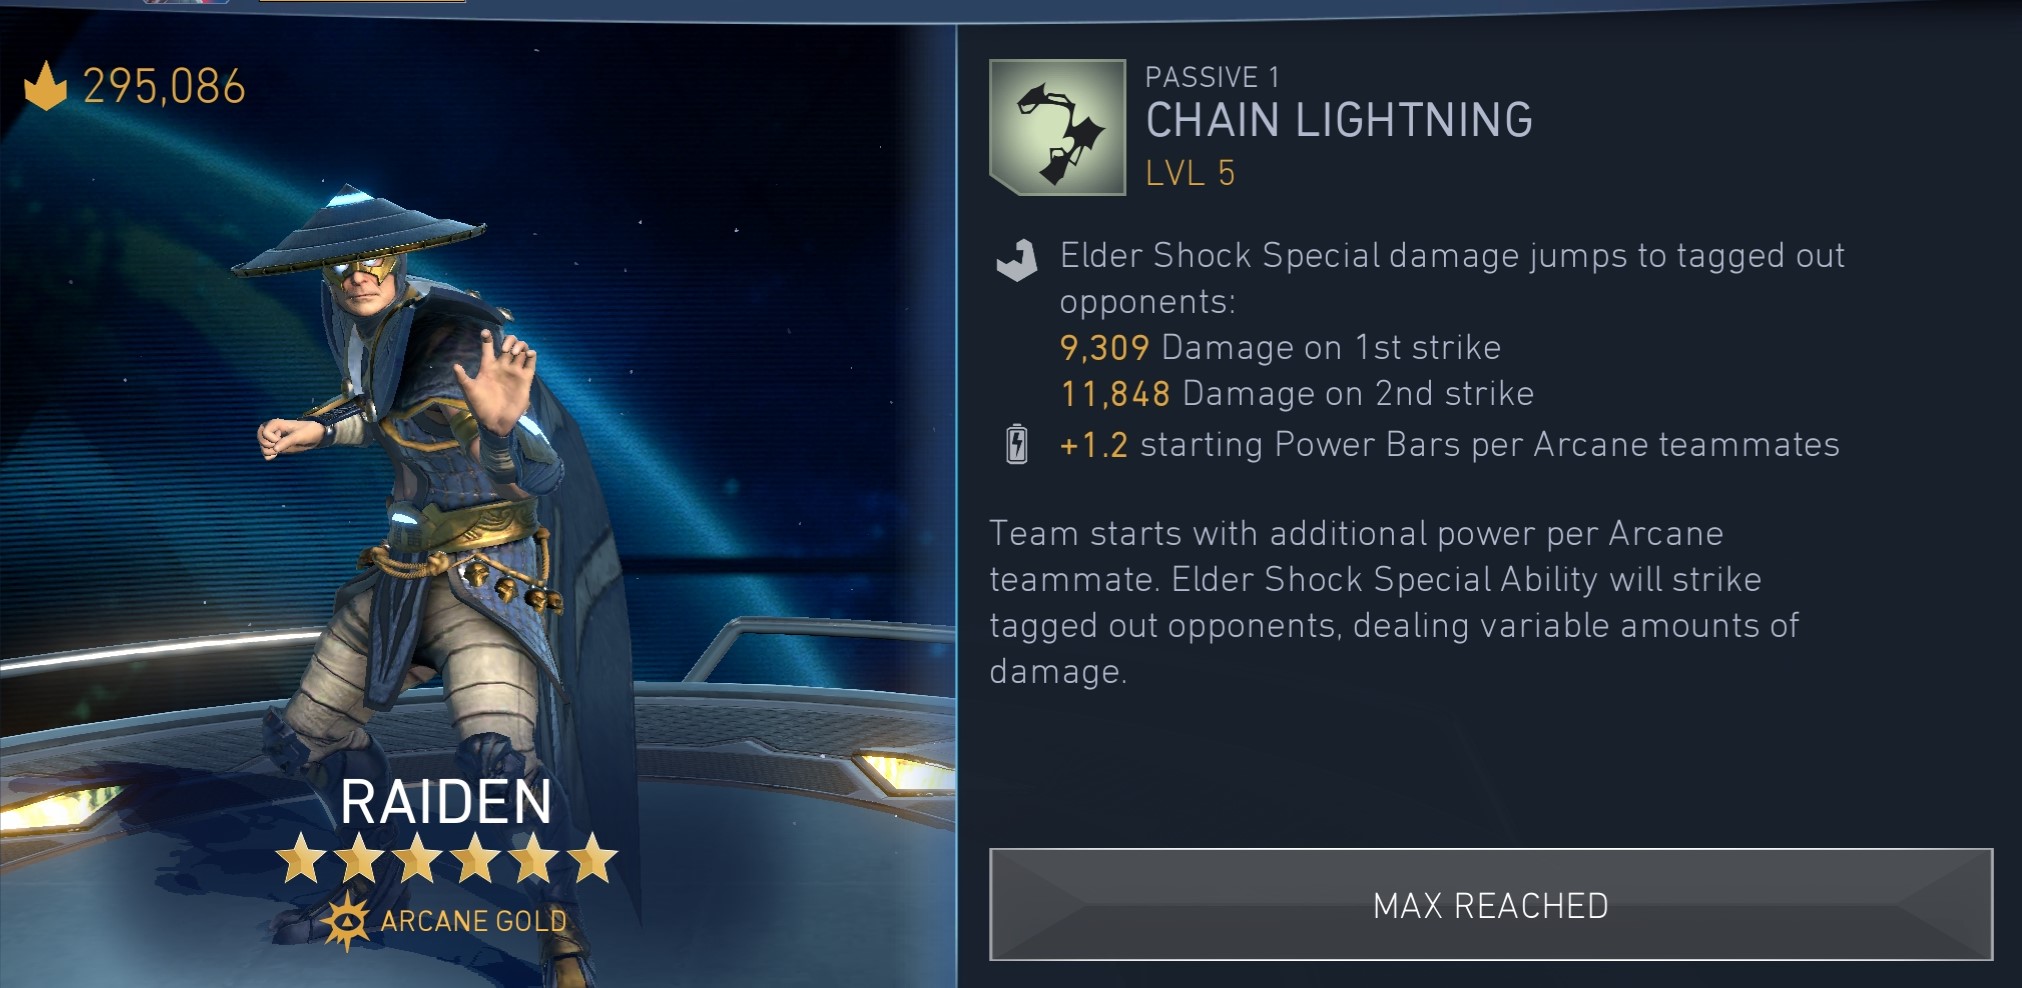 295,086
RAIDEN
ARCANE GOLD
PASSIVE 1
CHAIN LIGHTNING
LVL 5
Elder Shock Special damage jumps to tagged out
opponents:
9,309 Damage on 1st strike
11,848 Damage on 2nd strike
+1.2 starting Power Bars per Arcane teammates
Team starts with additional power per Arcane
teammate. Elder Shock Special Ability will strike
tagged out opponents, dealing variable amounts of
damage.
MAX REACHED